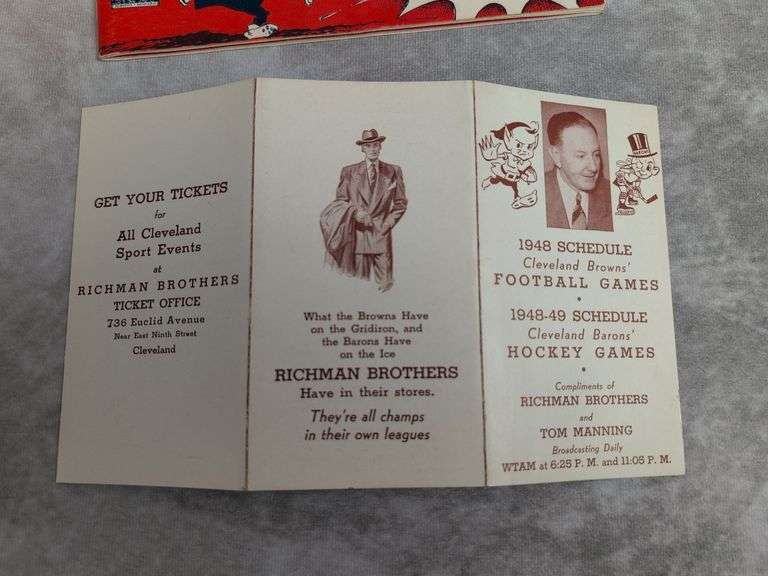 GET YOUR TICKETS
for
All Cleveland
Sport Events
at
RICHMAN BROTHERS
TICKET OFFICE
736 Euclid Avenue
Near East Ninth Street
Cleveland
What the Browns Have
on the Gridiron, and
the Barons Have
on the Ice
RICHMAN BROTHERS
Have in their stores.
They're all champs
in their own leagues
1948 SCHEDULE
Cleveland Browns'
FOOTBALL GAMES
1948-49 SCHEDULE
Cleveland Barons'
HOCKEY GAMES
Compliments of
RICHMAN BROTHERS
and
TOM MANNING
Broadcasting Daily
WTAM at 6:25 P. M. and 11:05 P. M.